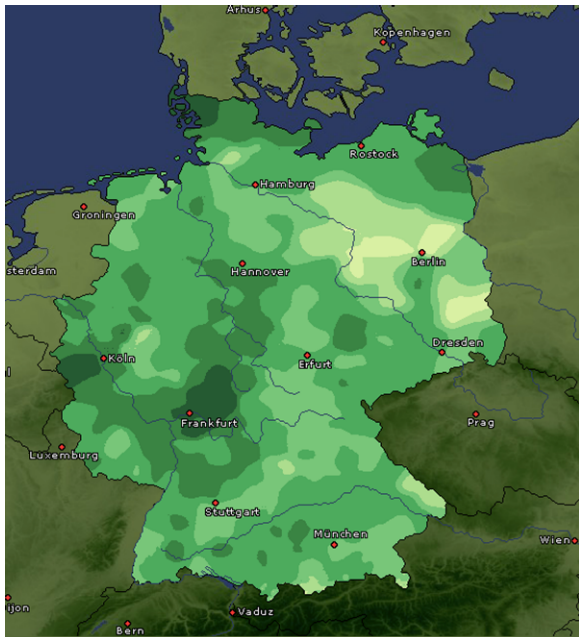 Århus
Kopenhagen
Rostock
Hamburg
Groningen
sterdam
Hannover
Berlin
Dresden
Köln
Erfurt
Prag
Frankfurt
Luxemburg
Stuttgart
München
Wien
ijon
Vaduz
Bern